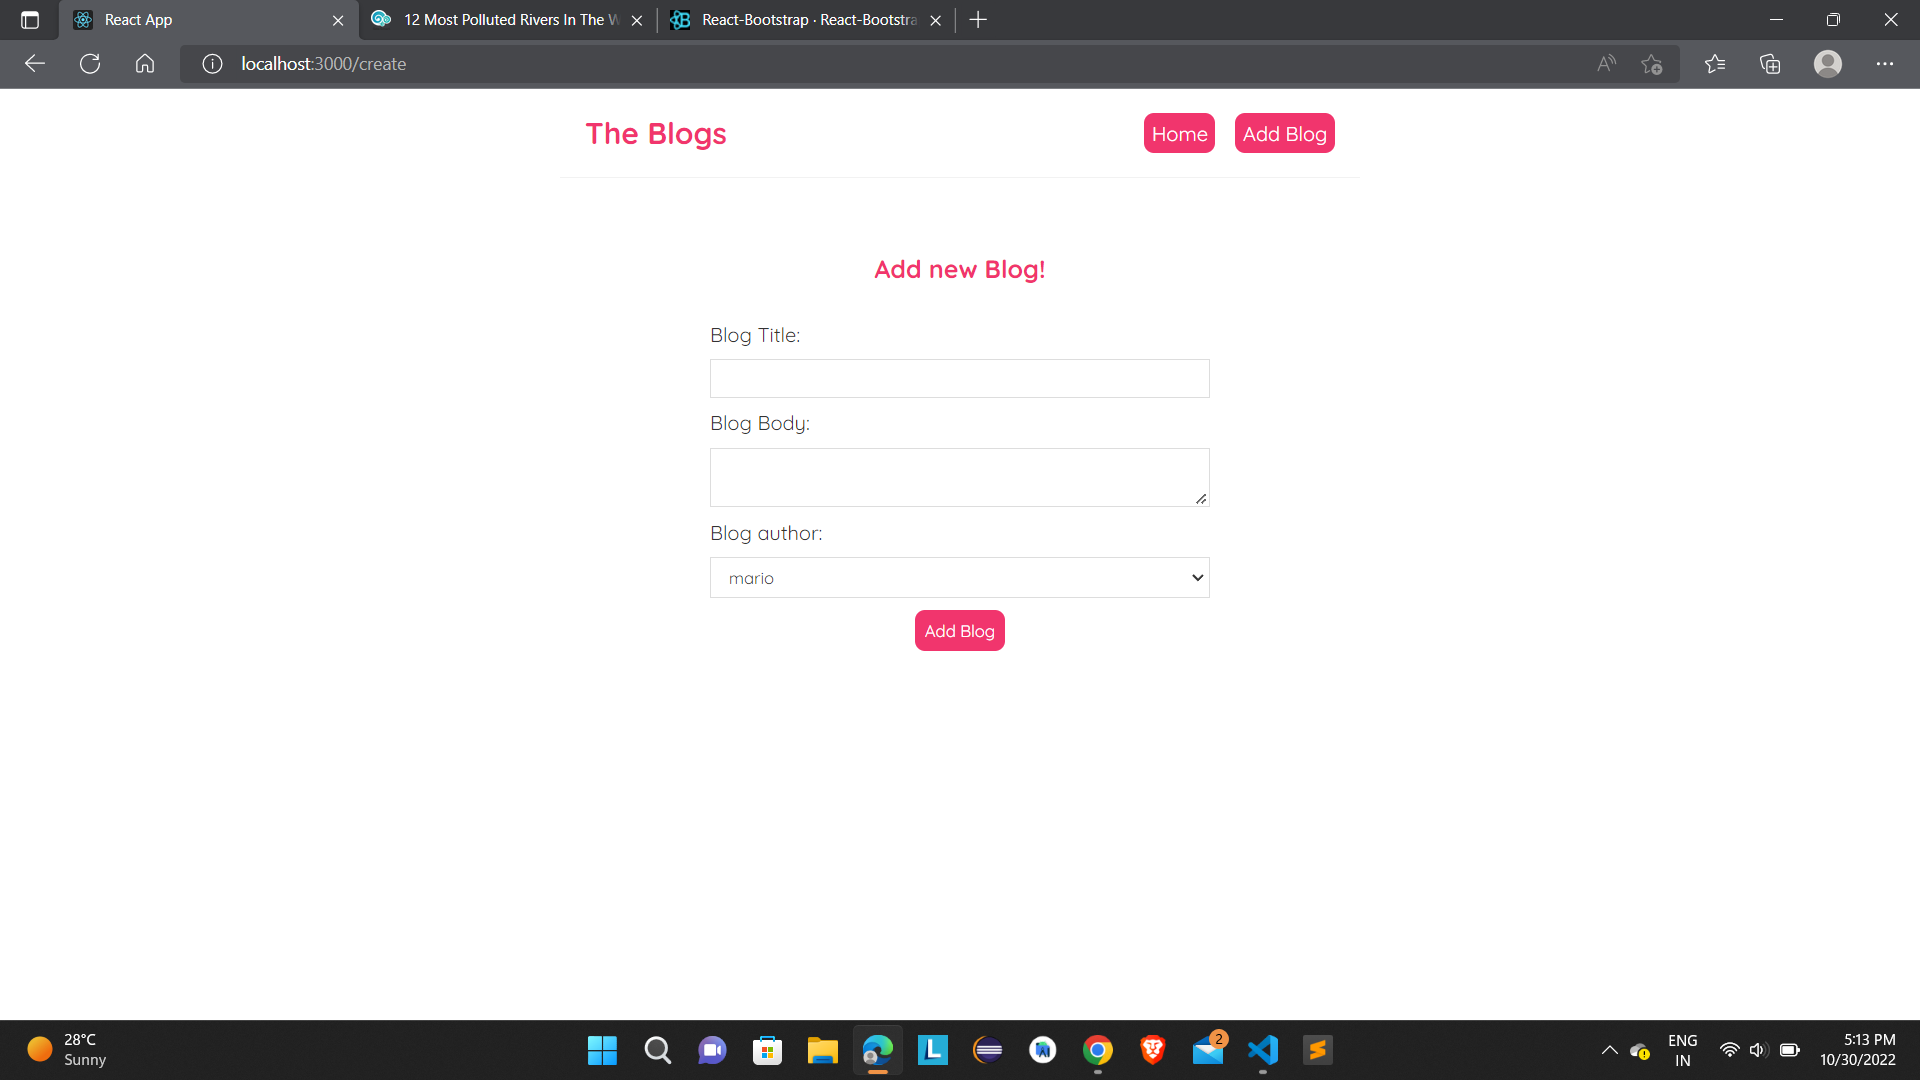 React App
12 Most Polluted Rivers In The W
React-Bootstrap · React-Bootstra
localhost:3000/create
The Blogs
Home
Add Blog
Add new Blog!
Blog Title:
Blog Body:
Blog author:
mario
Add Blog
28°C
Sunny
2
ENG
IN
5:13 PM
10/30/2022